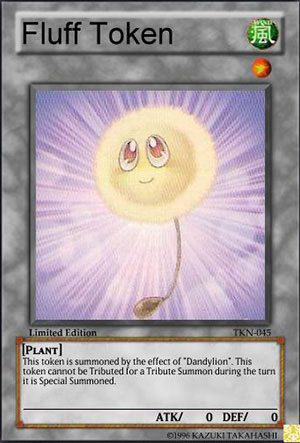 Fluff Token
WIND
風
Limited Edition TKN-045
[PLANT]
This token is summoned by the effect of "Dandylion". This
token cannot be Tributed for a Tribute Summon during the turn
it is Special Summoned.
ATK/ 0 DEF/ 0
©1996 KAZUKI TAKAHASHI